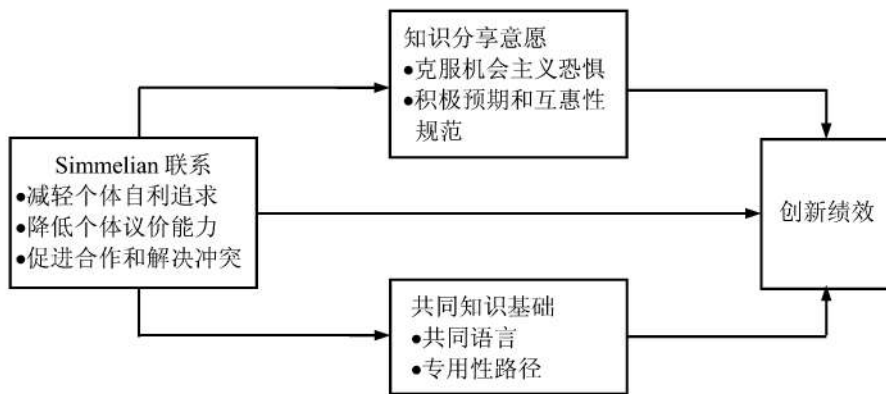 知识分享意愿
●克服机会主义恐惧
●积极预期和互惠性
规范
Simmelian 联系
●减轻个体自利追求
●降低个体议价能力
●促进合作和解决冲突
创新绩效
共同知识基础
●共同语言
●专用性路径